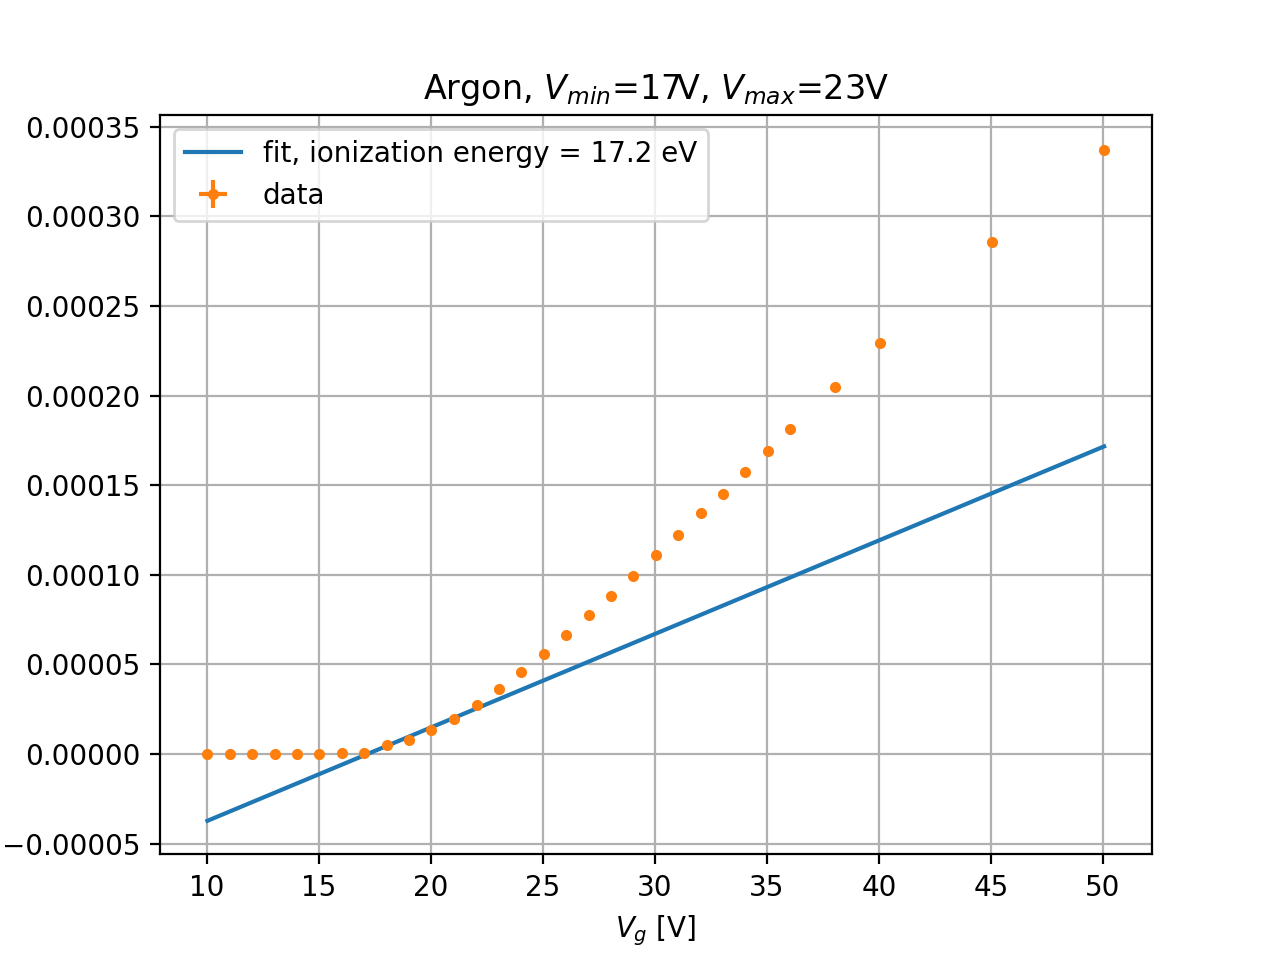 Argon, V_min=17V, V_max=23V
fit, ionization energy = 17.2 eV
data
0.00035
0.00030
0.00025
0.00020
0.00015
0.00010
0.00005
0.00000
−0.00005
10 15 20 25 30 35 40 45 50
V_g [V]